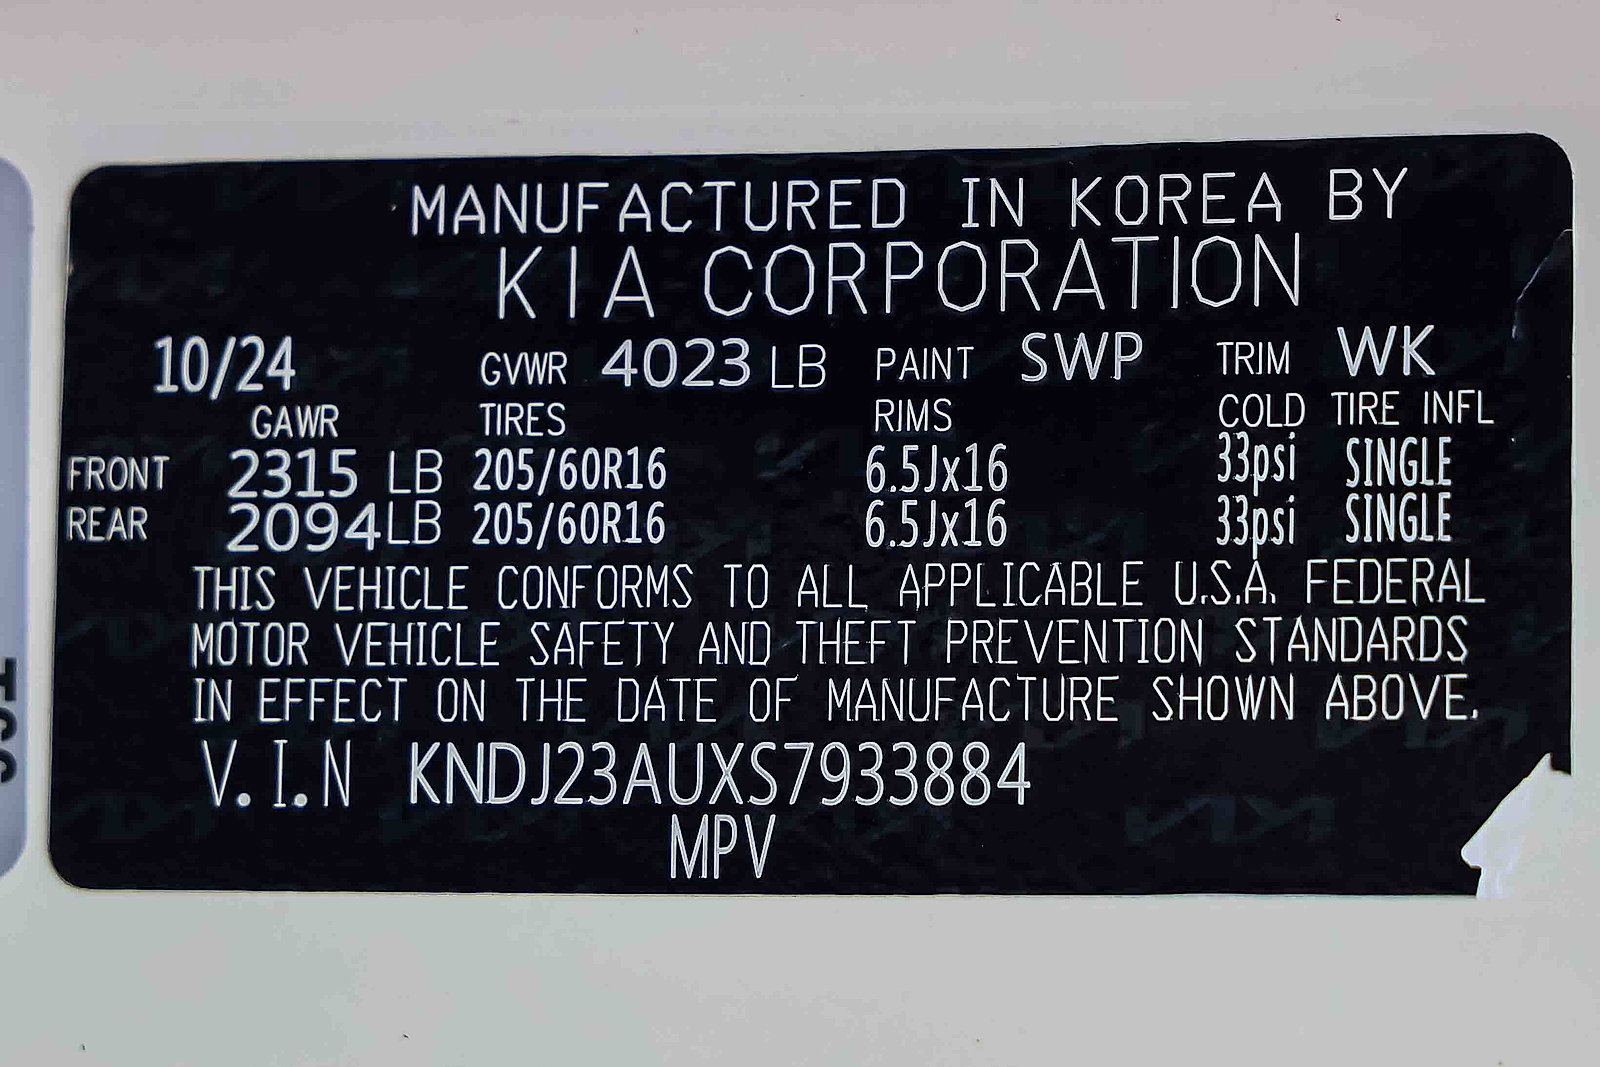 MANUFACTURED IN KOREA BY
KIA CORPORATION
10/24 GVWR 4023 LB PAINT SWP TRIM WK
GAWR TIRES RIMS COLD TIRE INFL
FRONT 2315 LB 205/60R16 6.5Jx16 33psi SINGLE
REAR 2094 LB 205/60R16 6.5Jx16 33psi SINGLE
THIS VEHICLE CONFORMS TO ALL APPLICABLE U.S.A. FEDERAL
MOTOR VEHICLE SAFETY AND THEFT PREVENTION STANDARDS
IN EFFECT ON THE DATE OF MANUFACTURE SHOWN ABOVE.
V.I.N KNDJ23AUXS7933884
MPV